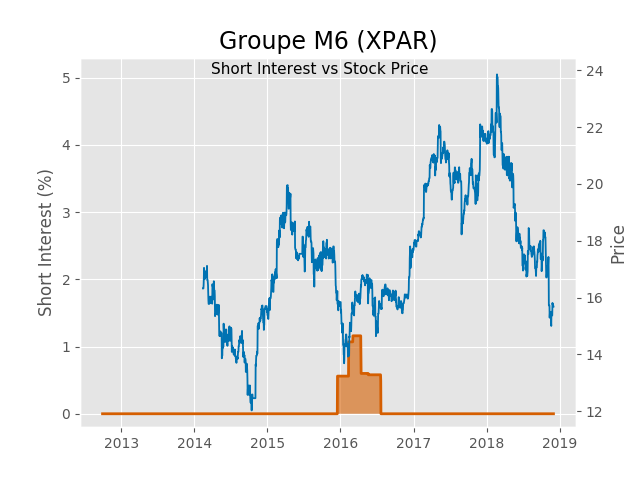 Groupe M6 (XPAR)
Short Interest vs Stock Price
Short Interest (%)
5
4
3
2
1
0
24
22
20
18
16
14
12
Price
2013 2014 2015 2016 2017 2018 2019